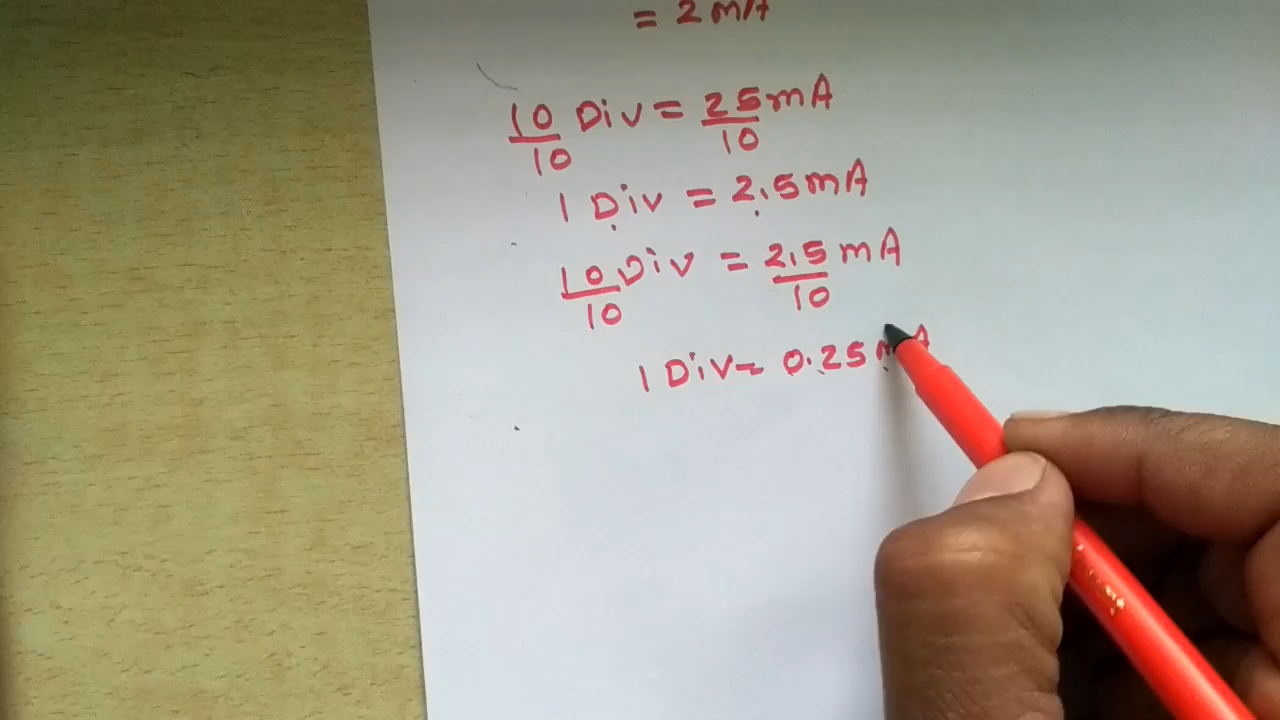 = 2 mA
10/10 Div = 25/10 mA
1 Div = 2.5 mA
10/10 Div = 2.5/10 mA
1 Div = 0.25 mA